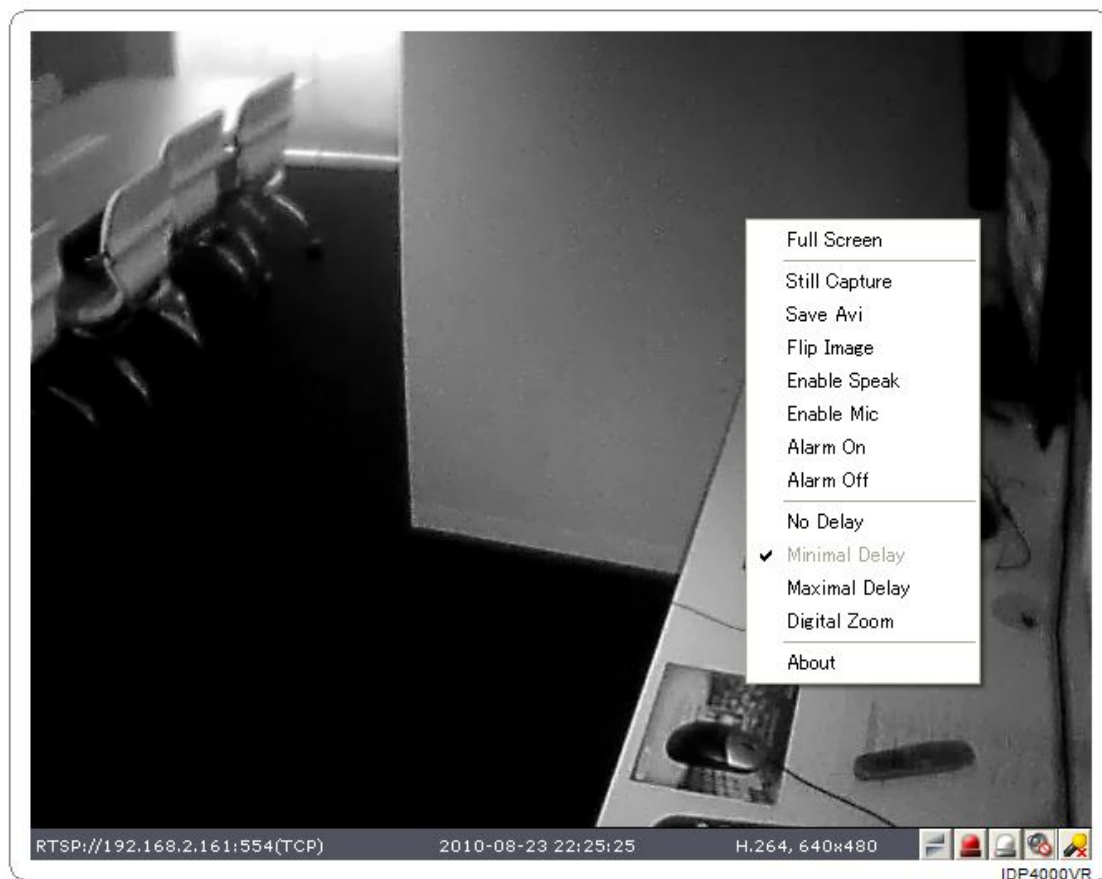 Full Screen
Still Capture
Save Avi
Flip Image
Enable Speak
Enable Mic
Alarm On
Alarm Off
No Delay
Minimal Delay
Maximal Delay
Digital Zoom
About
RTSP://192.168.2.161:554(TCP) 2010-08-23 22:25:25 H.264, 640x480
IDP4000VR